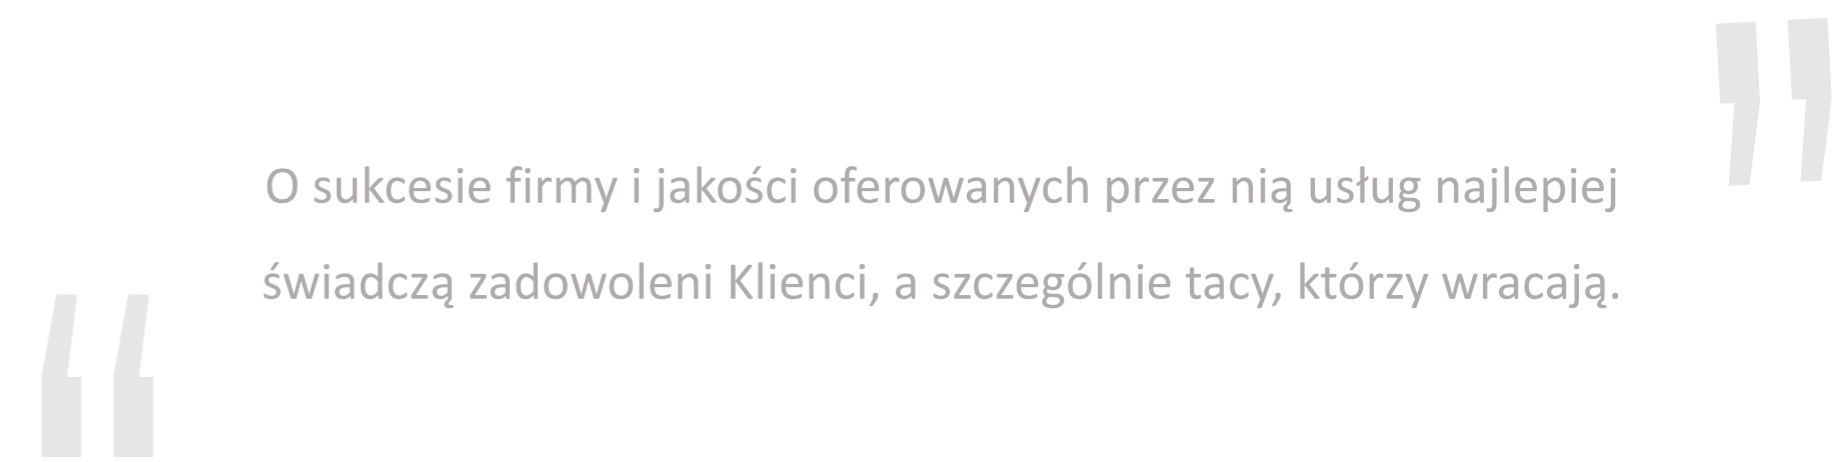 O sukcesie firmy i jakości oferowanych przez nią usług najlepiej
świadczą zadowoleni Klienci, a szczególnie tacy, którzy wracają.